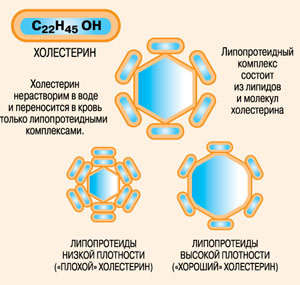 C22H45 OH
ХОЛЕСТЕРИН
Холестерин
нерастворим в воде
и переносится в кровь
только липопротеидными
комплексами.
Липопротеидный
комплекс
состоит
из липидов
и молекул
холестерина
ЛИПОПРОТЕИДЫ
НИЗКОЙ ПЛОТНОСТИ
(«ПЛОХОЙ» ХОЛЕСТЕРИН)
ЛИПОПРОТЕИДЫ
ВЫСОКОЙ ПЛОТНОСТИ
(«ХОРОШИЙ» ХОЛЕСТЕРИН)